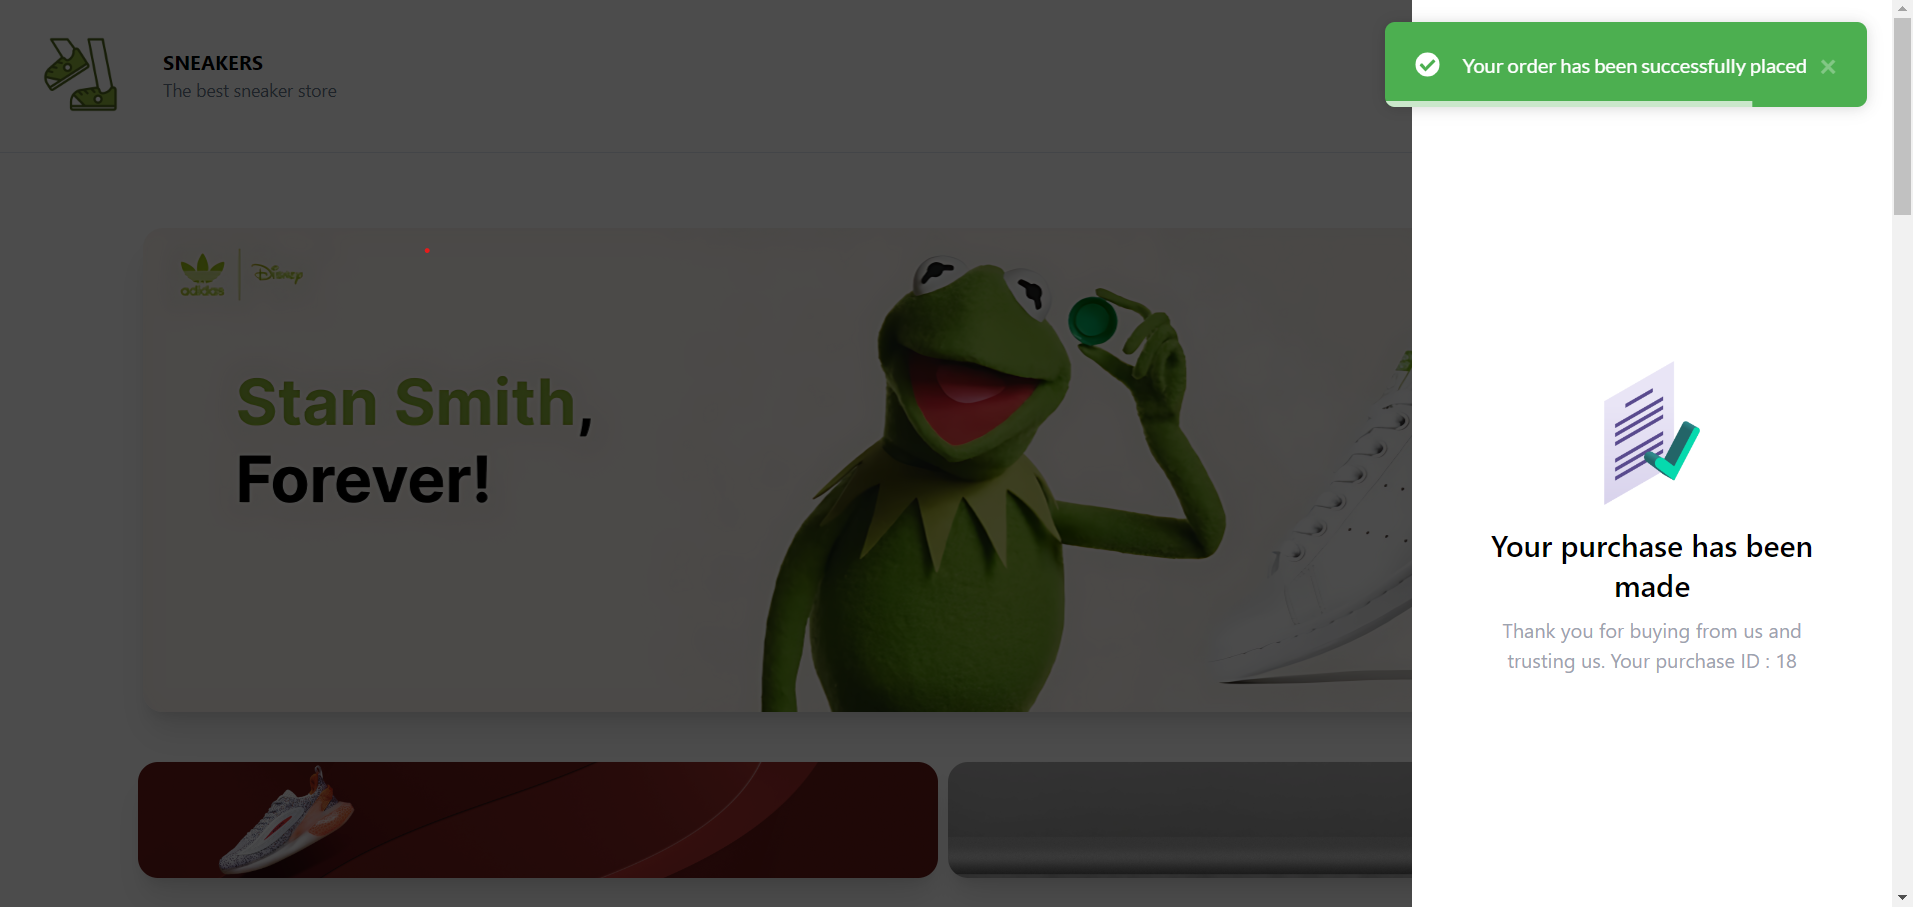 SNEAKERS
The best sneaker store
Your order has been successfully placed
adidas
Disney
Stan Smith,
Forever!
Your purchase has been
made
Thank you for buying from us and
trusting us. Your purchase ID : 18